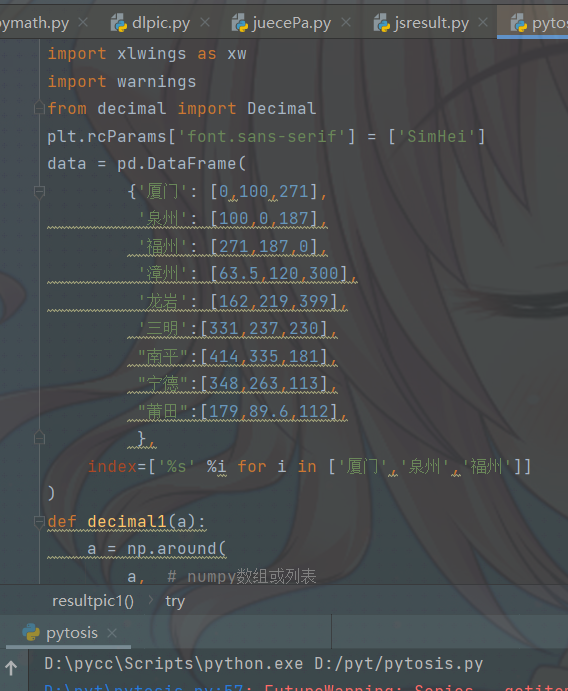 ymath.py dlpic.py juecePa.py jsresult.py pytos
import xlwings as xw
import warnings
from decimal import Decimal
plt.rcParams['font.sans-serif'] = ['SimHei']
data = pd.DataFrame(
{'厦门': [0,100,271],
'泉州': [100,0,187],
'福州': [271,187,0],
'漳州': [63.5,120,300],
'龙岩': [162,219,399],
'三明':[331,237,230],
"南平":[414,335,181],
"宁德":[348,263,113],
"莆田":[179,89.6,112],
},
index=['%s' %i for i in ['厦门','泉州','福州']]
)
def decimal1(a):
a = np.around(
a, # numpy数组或列表
resultpic1() › try
pytosis
D:\pycc\Scripts\python.exe D:/pyt/pytosis.py
D:\pyt\pytosis.py:57: FutureWarning: Series.__getitem